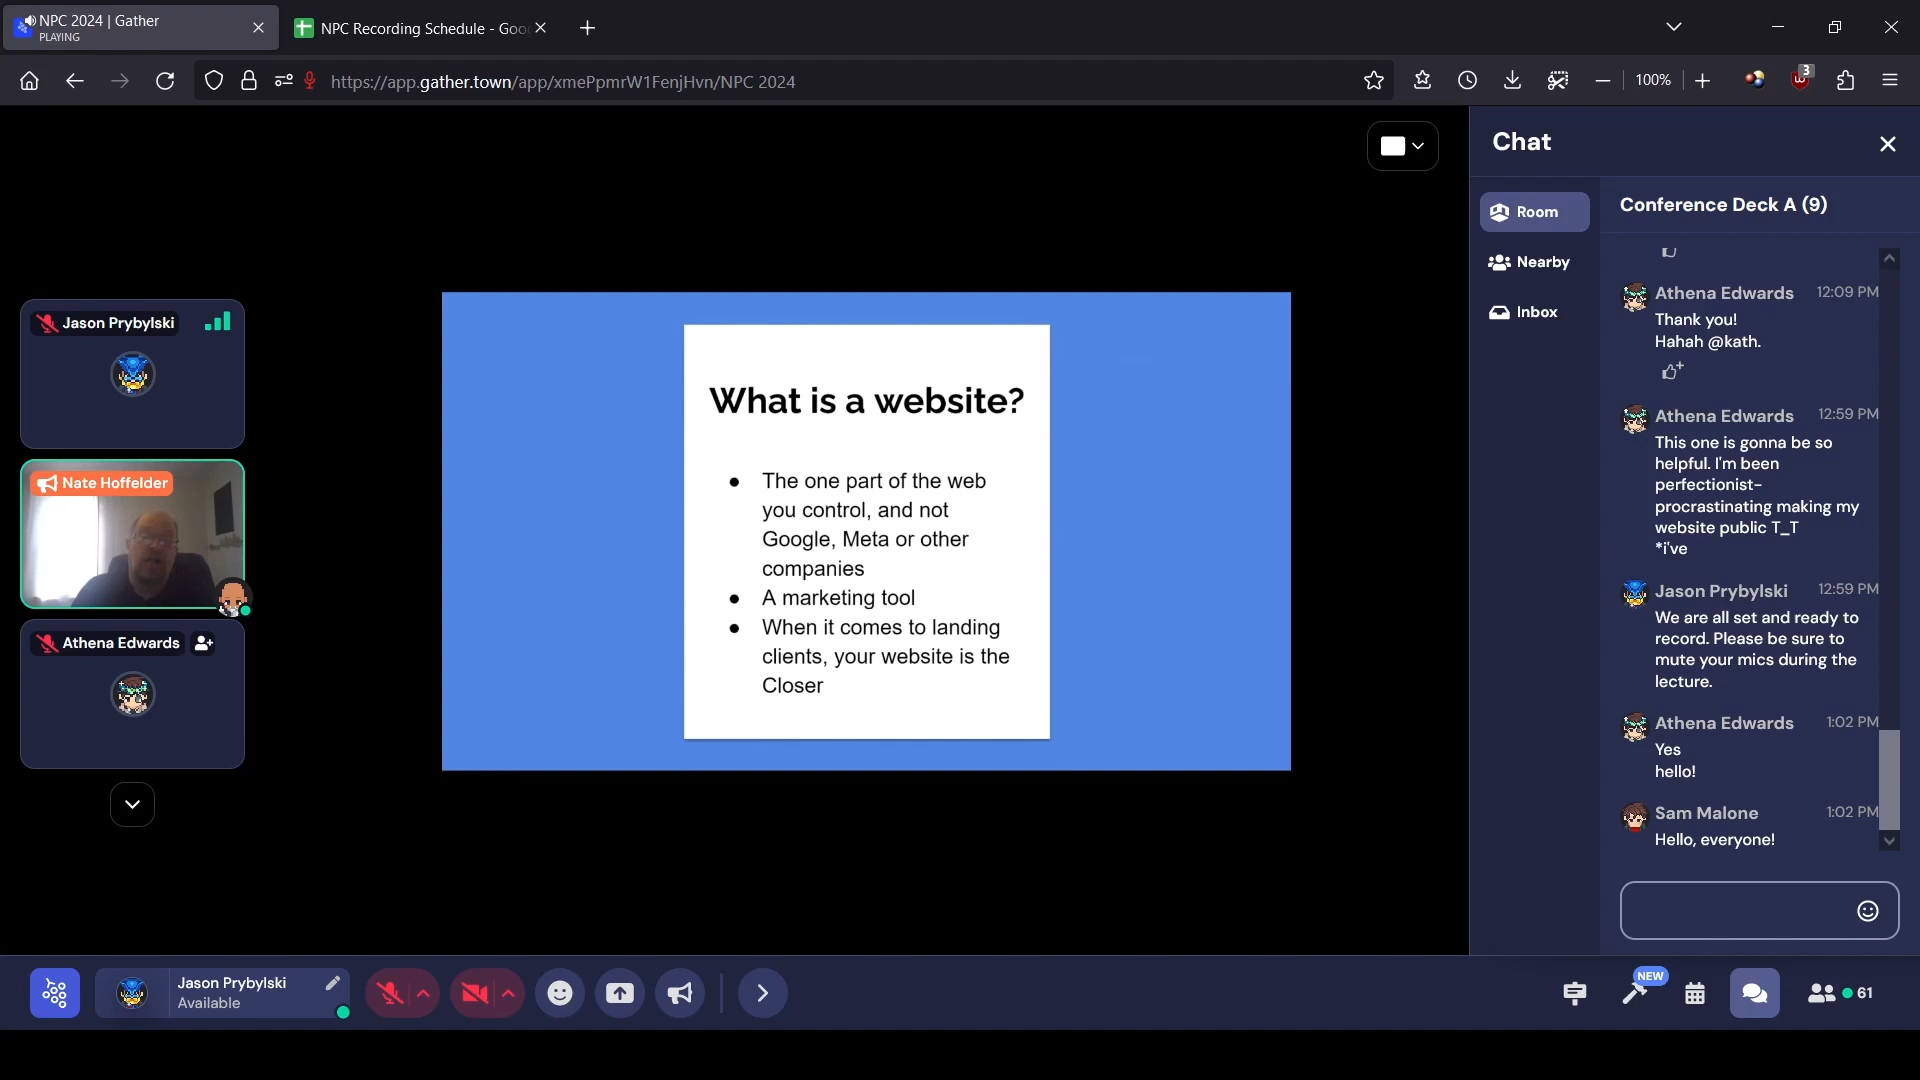 NPC 2024 | Gather
PLAYING
NPC Recording Schedule - Goo
https://app.gather.town/app/xmePpmrW1FenjHvn/NPC 2024
100%
3
Chat
Room
Nearby
Inbox
Conference Deck A (9)
Athena Edwards 12:09 PM
Thank you!
Hahah @kath.
Athena Edwards 12:59 PM
This one is gonna be so
helpful. I'm been
perfectionist-
procrastinating making my
website public T_T
*i've
Jason Prybylski 12:59 PM
We are all set and ready to
record. Please be sure to
mute your mics during the
lecture.
Athena Edwards 1:02 PM
Yes
hello!
Sam Malone 1:02 PM
Hello, everyone!
Jason Prybylski
Nate Hoffelder
Athena Edwards
What is a website?
● The one part of the web
you control, and not
Google, Meta or other
companies
● A marketing tool
● When it comes to landing
clients, your website is the
Closer
Jason Prybylski
Available
NEW
61